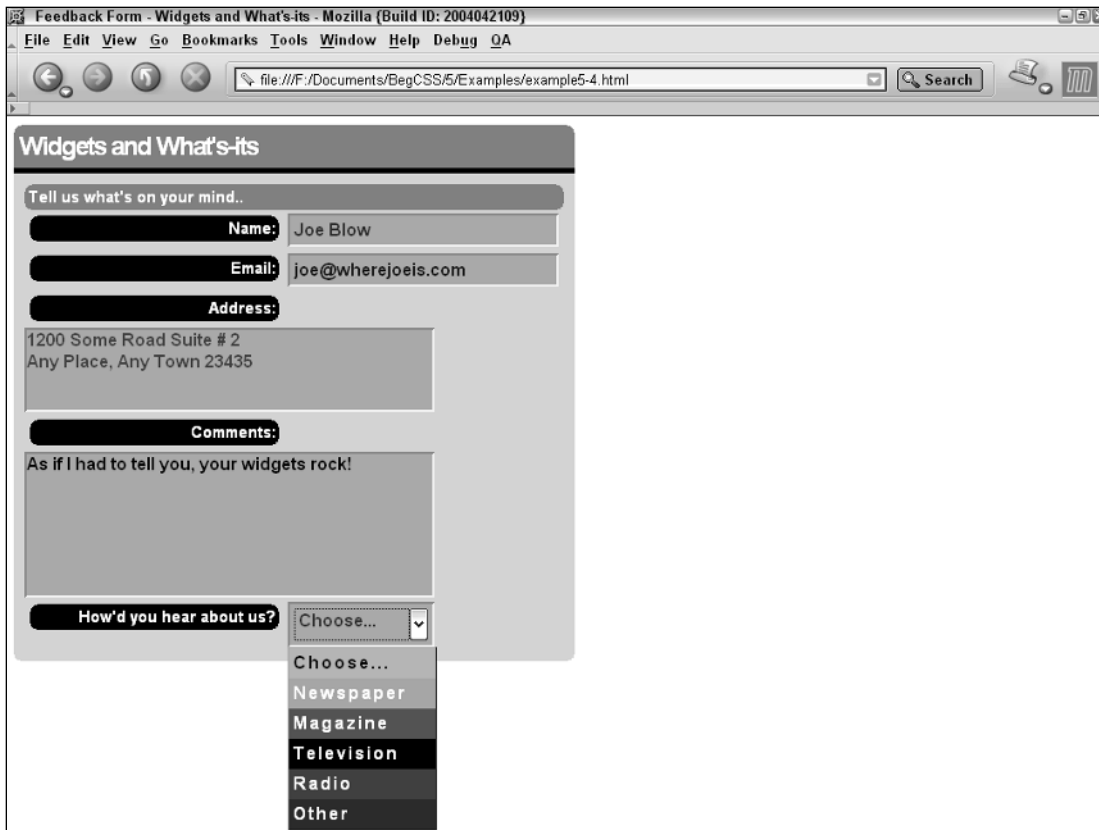 Feedback Form - Widgets and What's-its - Mozilla {Build ID: 2004042109}
File Edit View Go Bookmarks Tools Window Help Debug QA
file:///F:/Documents/BegCSS/5/Examples/example5-4.html Search
Widgets and What's-its
Tell us what's on your mind..
Name: Joe Blow
Email: joe@wherejoeis.com
Address:
1200 Some Road Suite # 2
Any Place, Any Town 23435
Comments:
As if I had to tell you, your widgets rock!
How'd you hear about us? Choose...
Choose...
Newspaper
Magazine
Television
Radio
Other